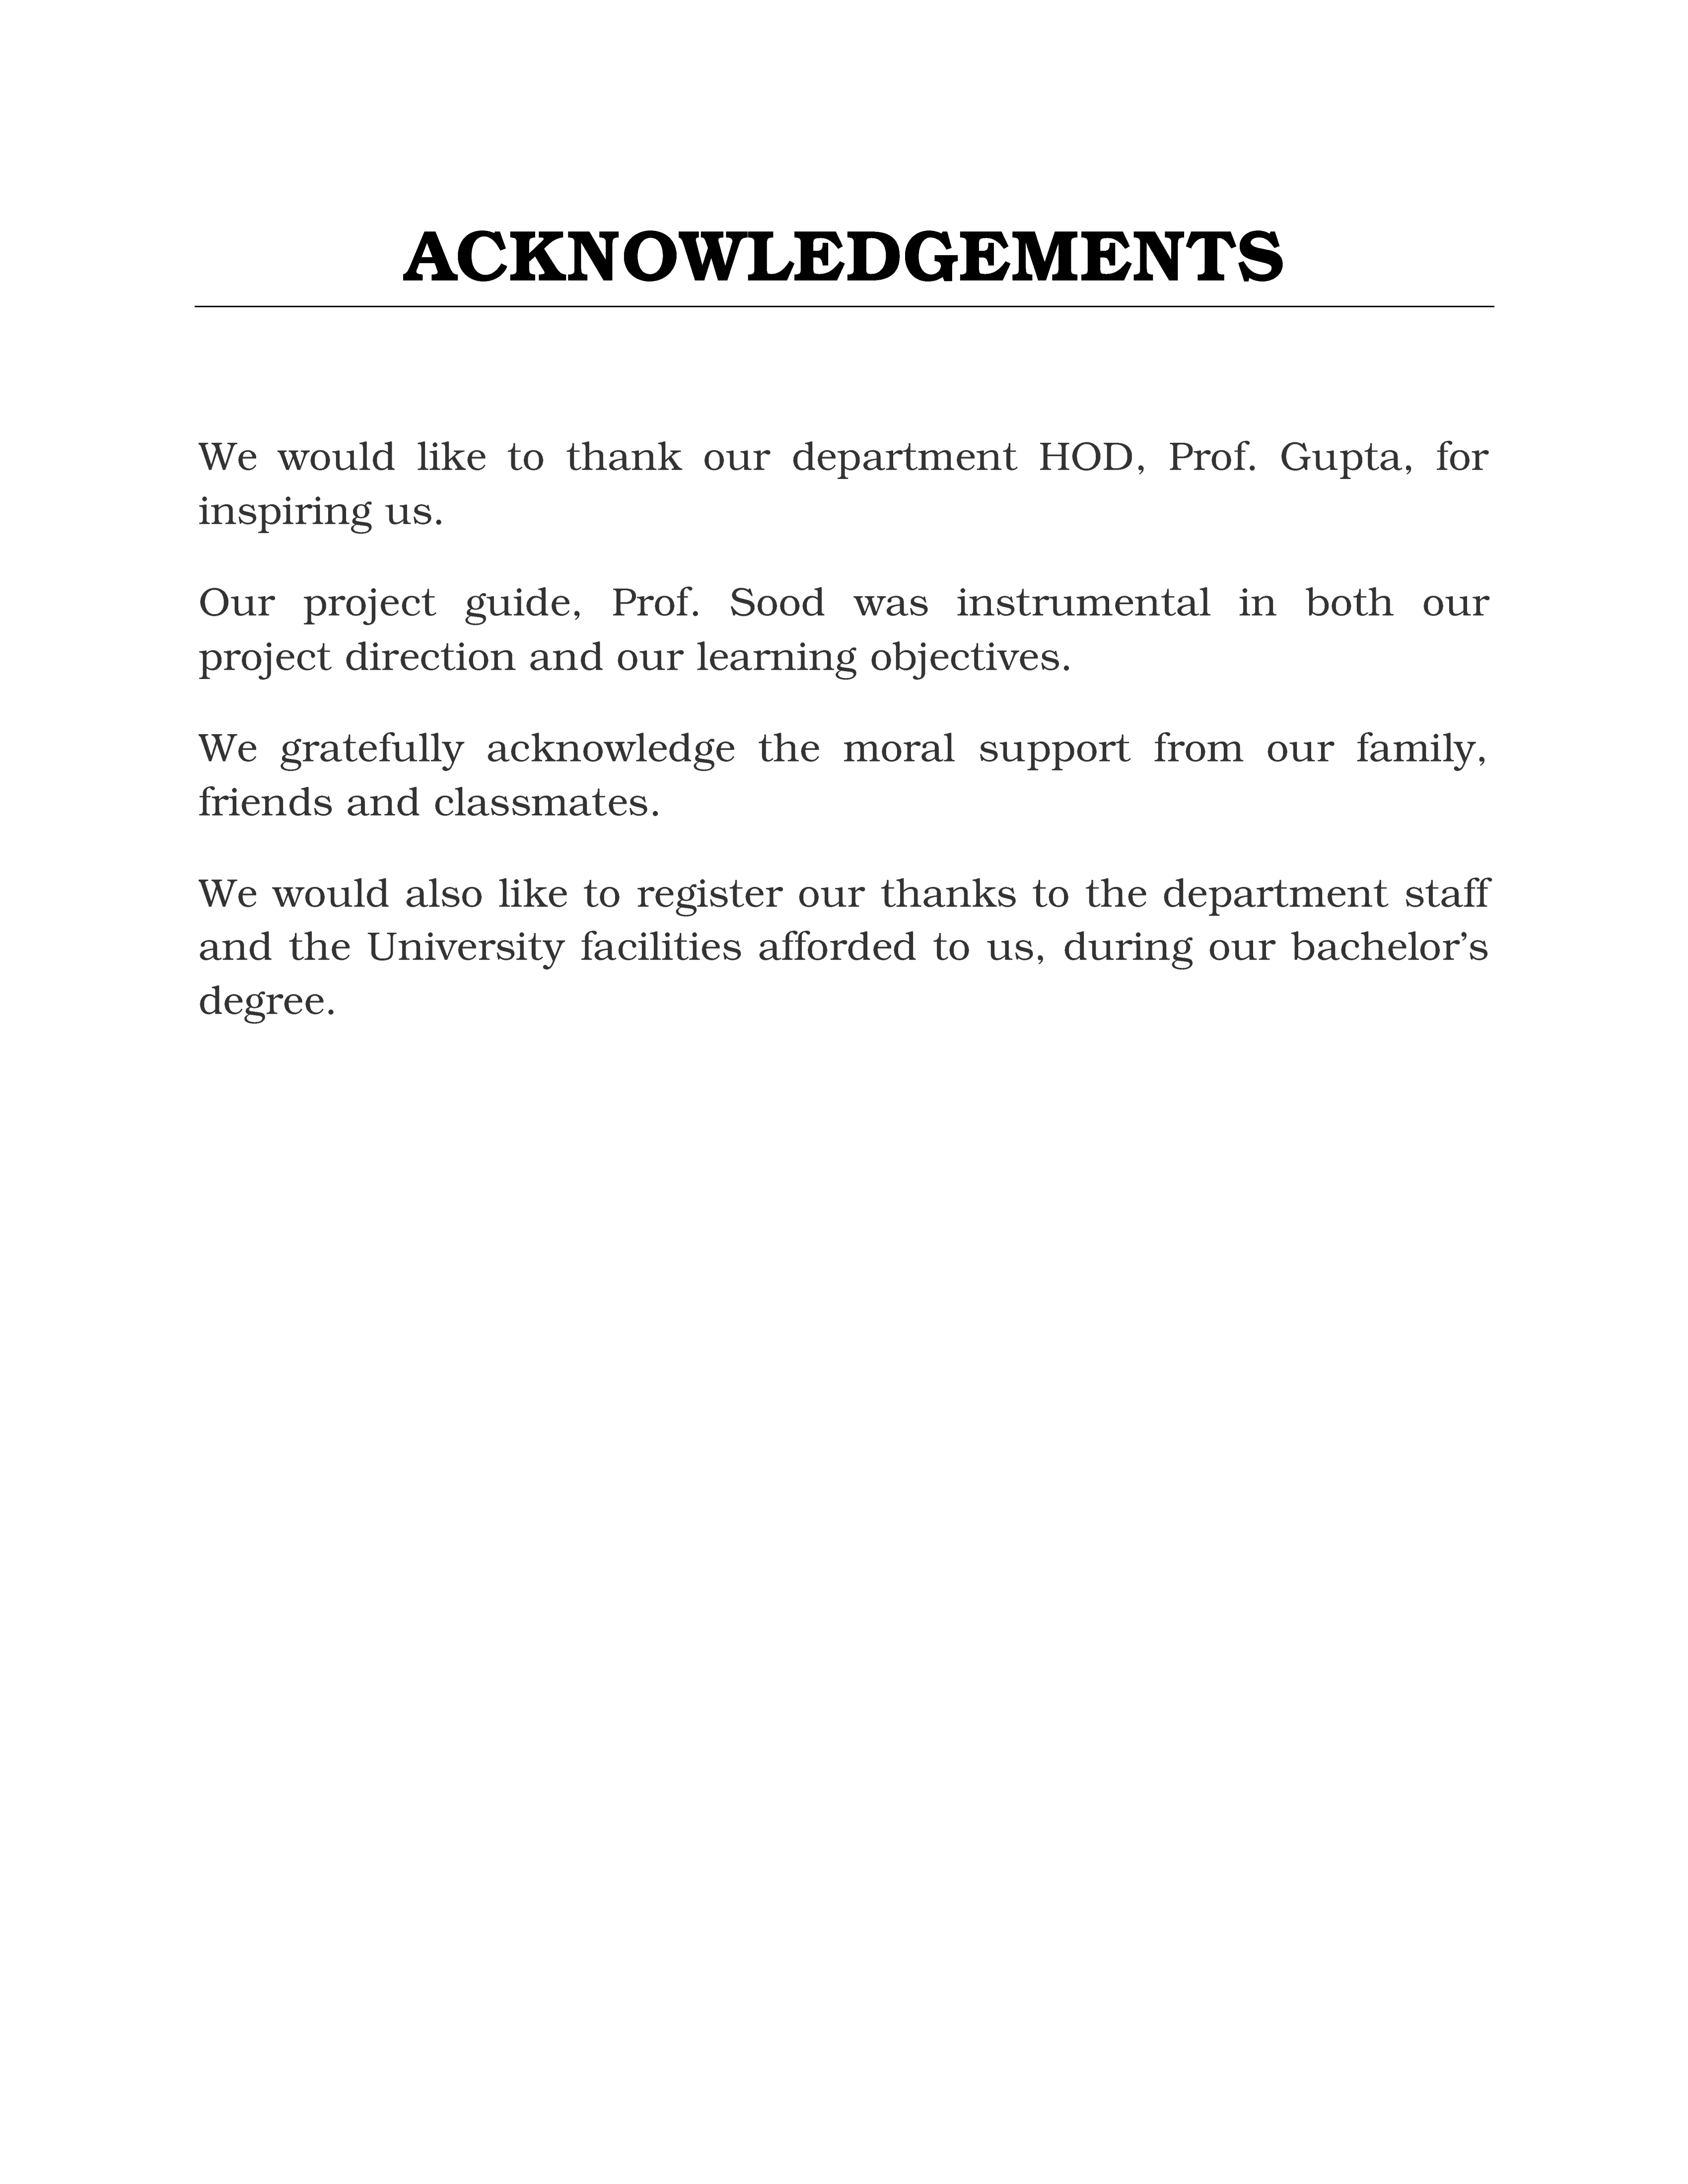 ACKNOWLEDGEMENTS
We would like to thank our department HOD, Prof. Gupta, for
inspiring us.
Our project guide, Prof. Sood was instrumental in both our
project direction and our learning objectives.
We gratefully acknowledge the moral support from our family,
friends and classmates.
We would also like to register our thanks to the department staff
and the University facilities afforded to us, during our bachelor’s
degree.